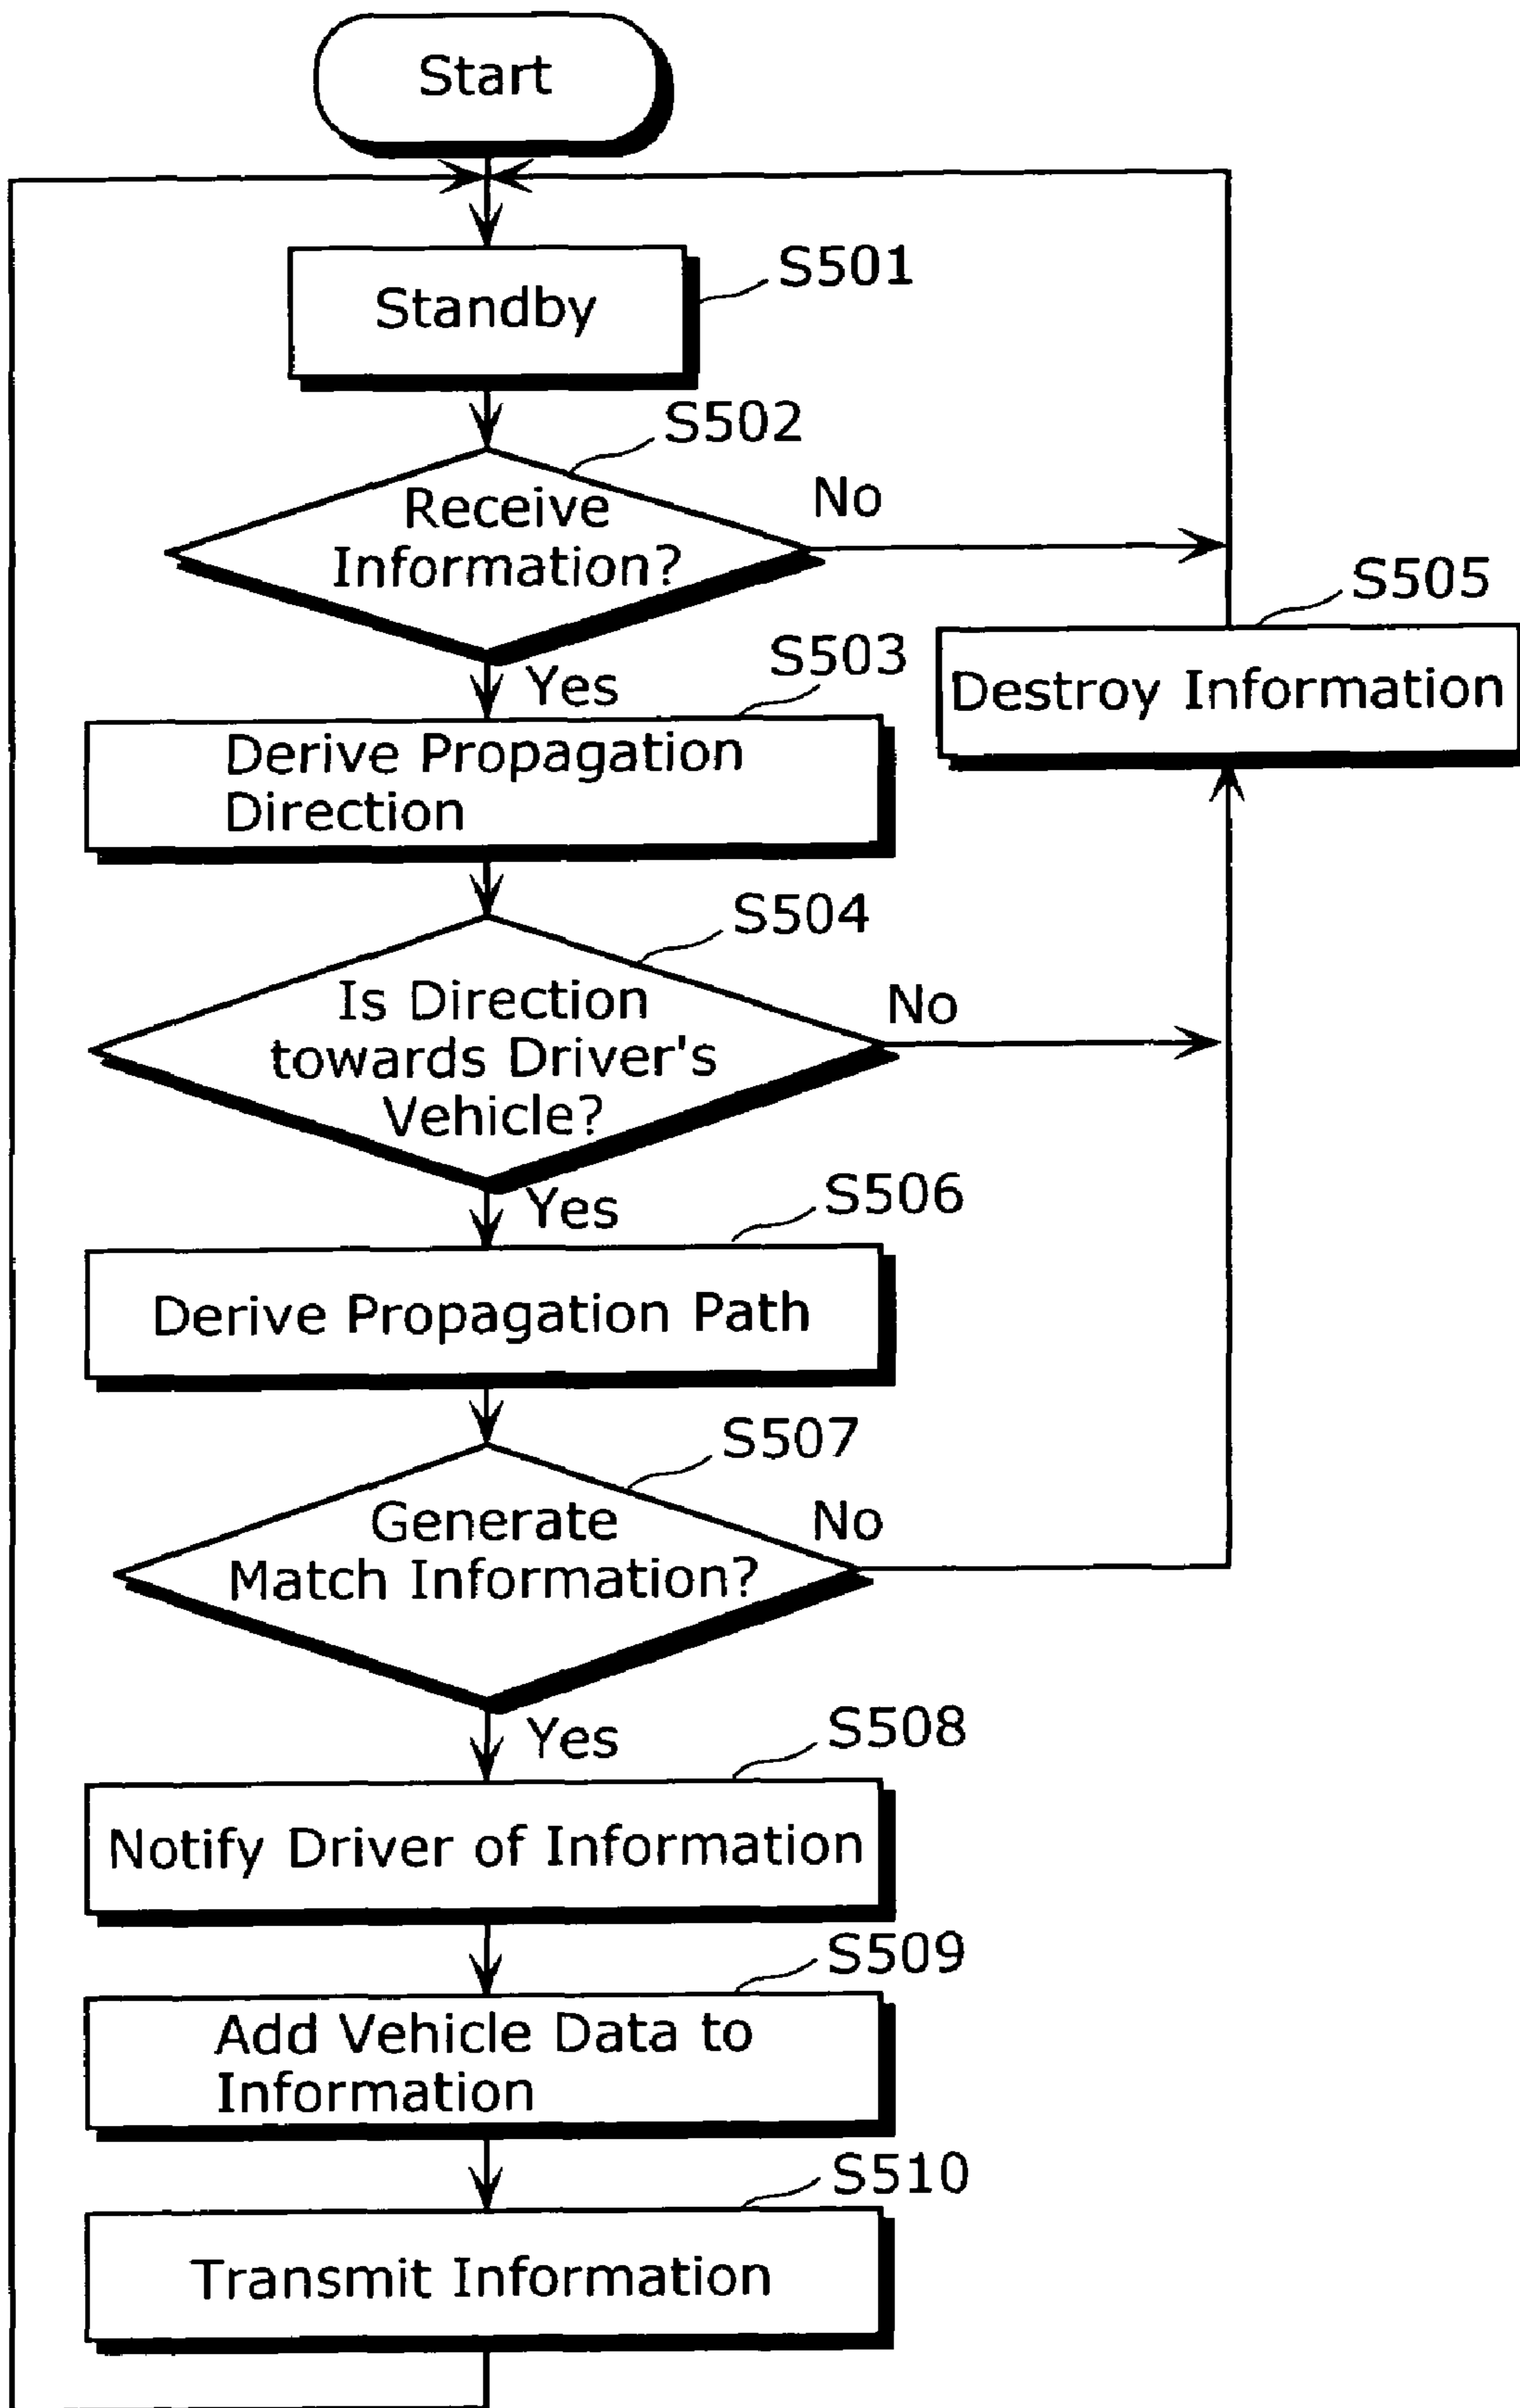 Start
S501
Standby
S502
Receive
Information?
No
Yes
S503
Derive Propagation
Direction
S505
Destroy Information
S504
Is Direction
towards Driver's
Vehicle?
No
Yes
S506
Derive Propagation Path
S507
Generate
Match Information?
No
Yes
S508
Notify Driver of Information
S509
Add Vehicle Data to
Information
S510
Transmit Information